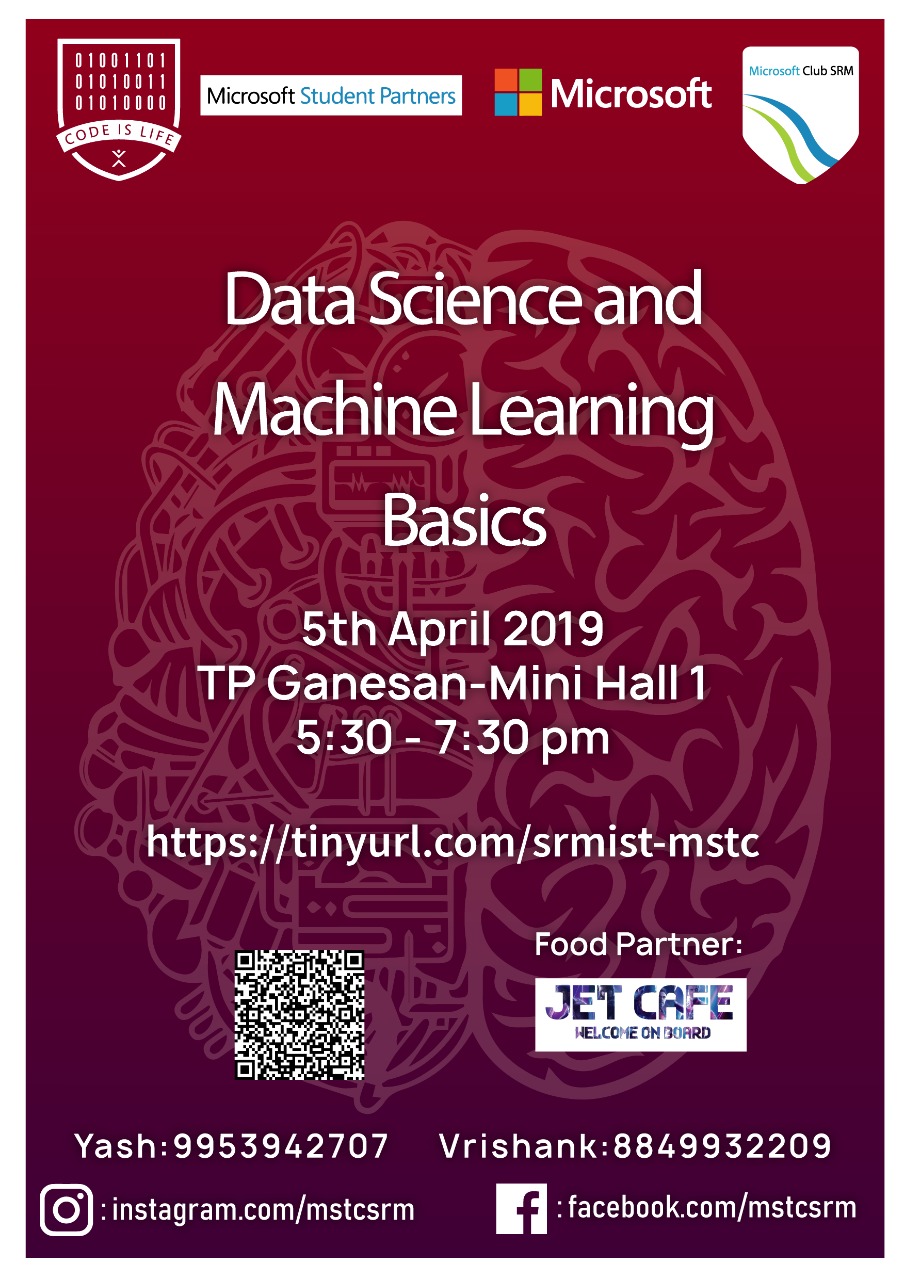 01001101
01010011
01010000
CODE IS LIFE
Microsoft Student Partners
Microsoft
Microsoft Club SRM
Data Science and
Machine Learning
Basics
5th April 2019
TP Ganesan-Mini Hall 1
5:30 - 7:30 pm
https://tinyurl.com/srmist-mstc
Food Partner:
JET CAFE
WELCOME ON BOARD
Yash:9953942707
Vrishank:8849932209
: instagram.com/mstcsrm
: facebook.com/mstcsrm